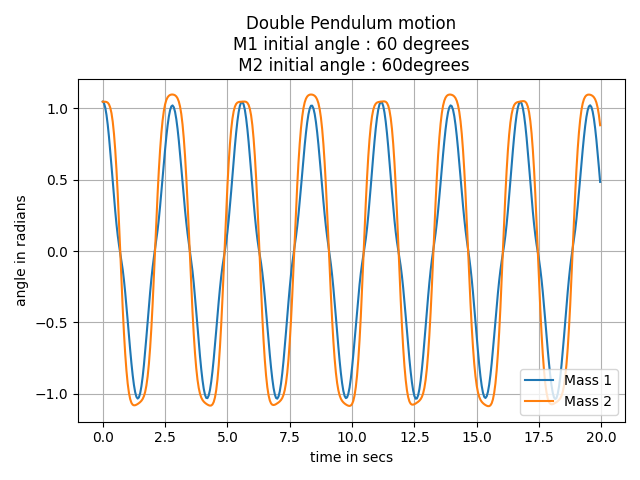 Double Pendulum motion
M1 initial angle : 60 degrees
M2 initial angle : 60degrees
angle in radians
1.0
0.5
0.0
−0.5
−1.0
Mass 1
Mass 2
0.0 2.5 5.0 7.5 10.0 12.5 15.0 17.5 20.0
time in secs